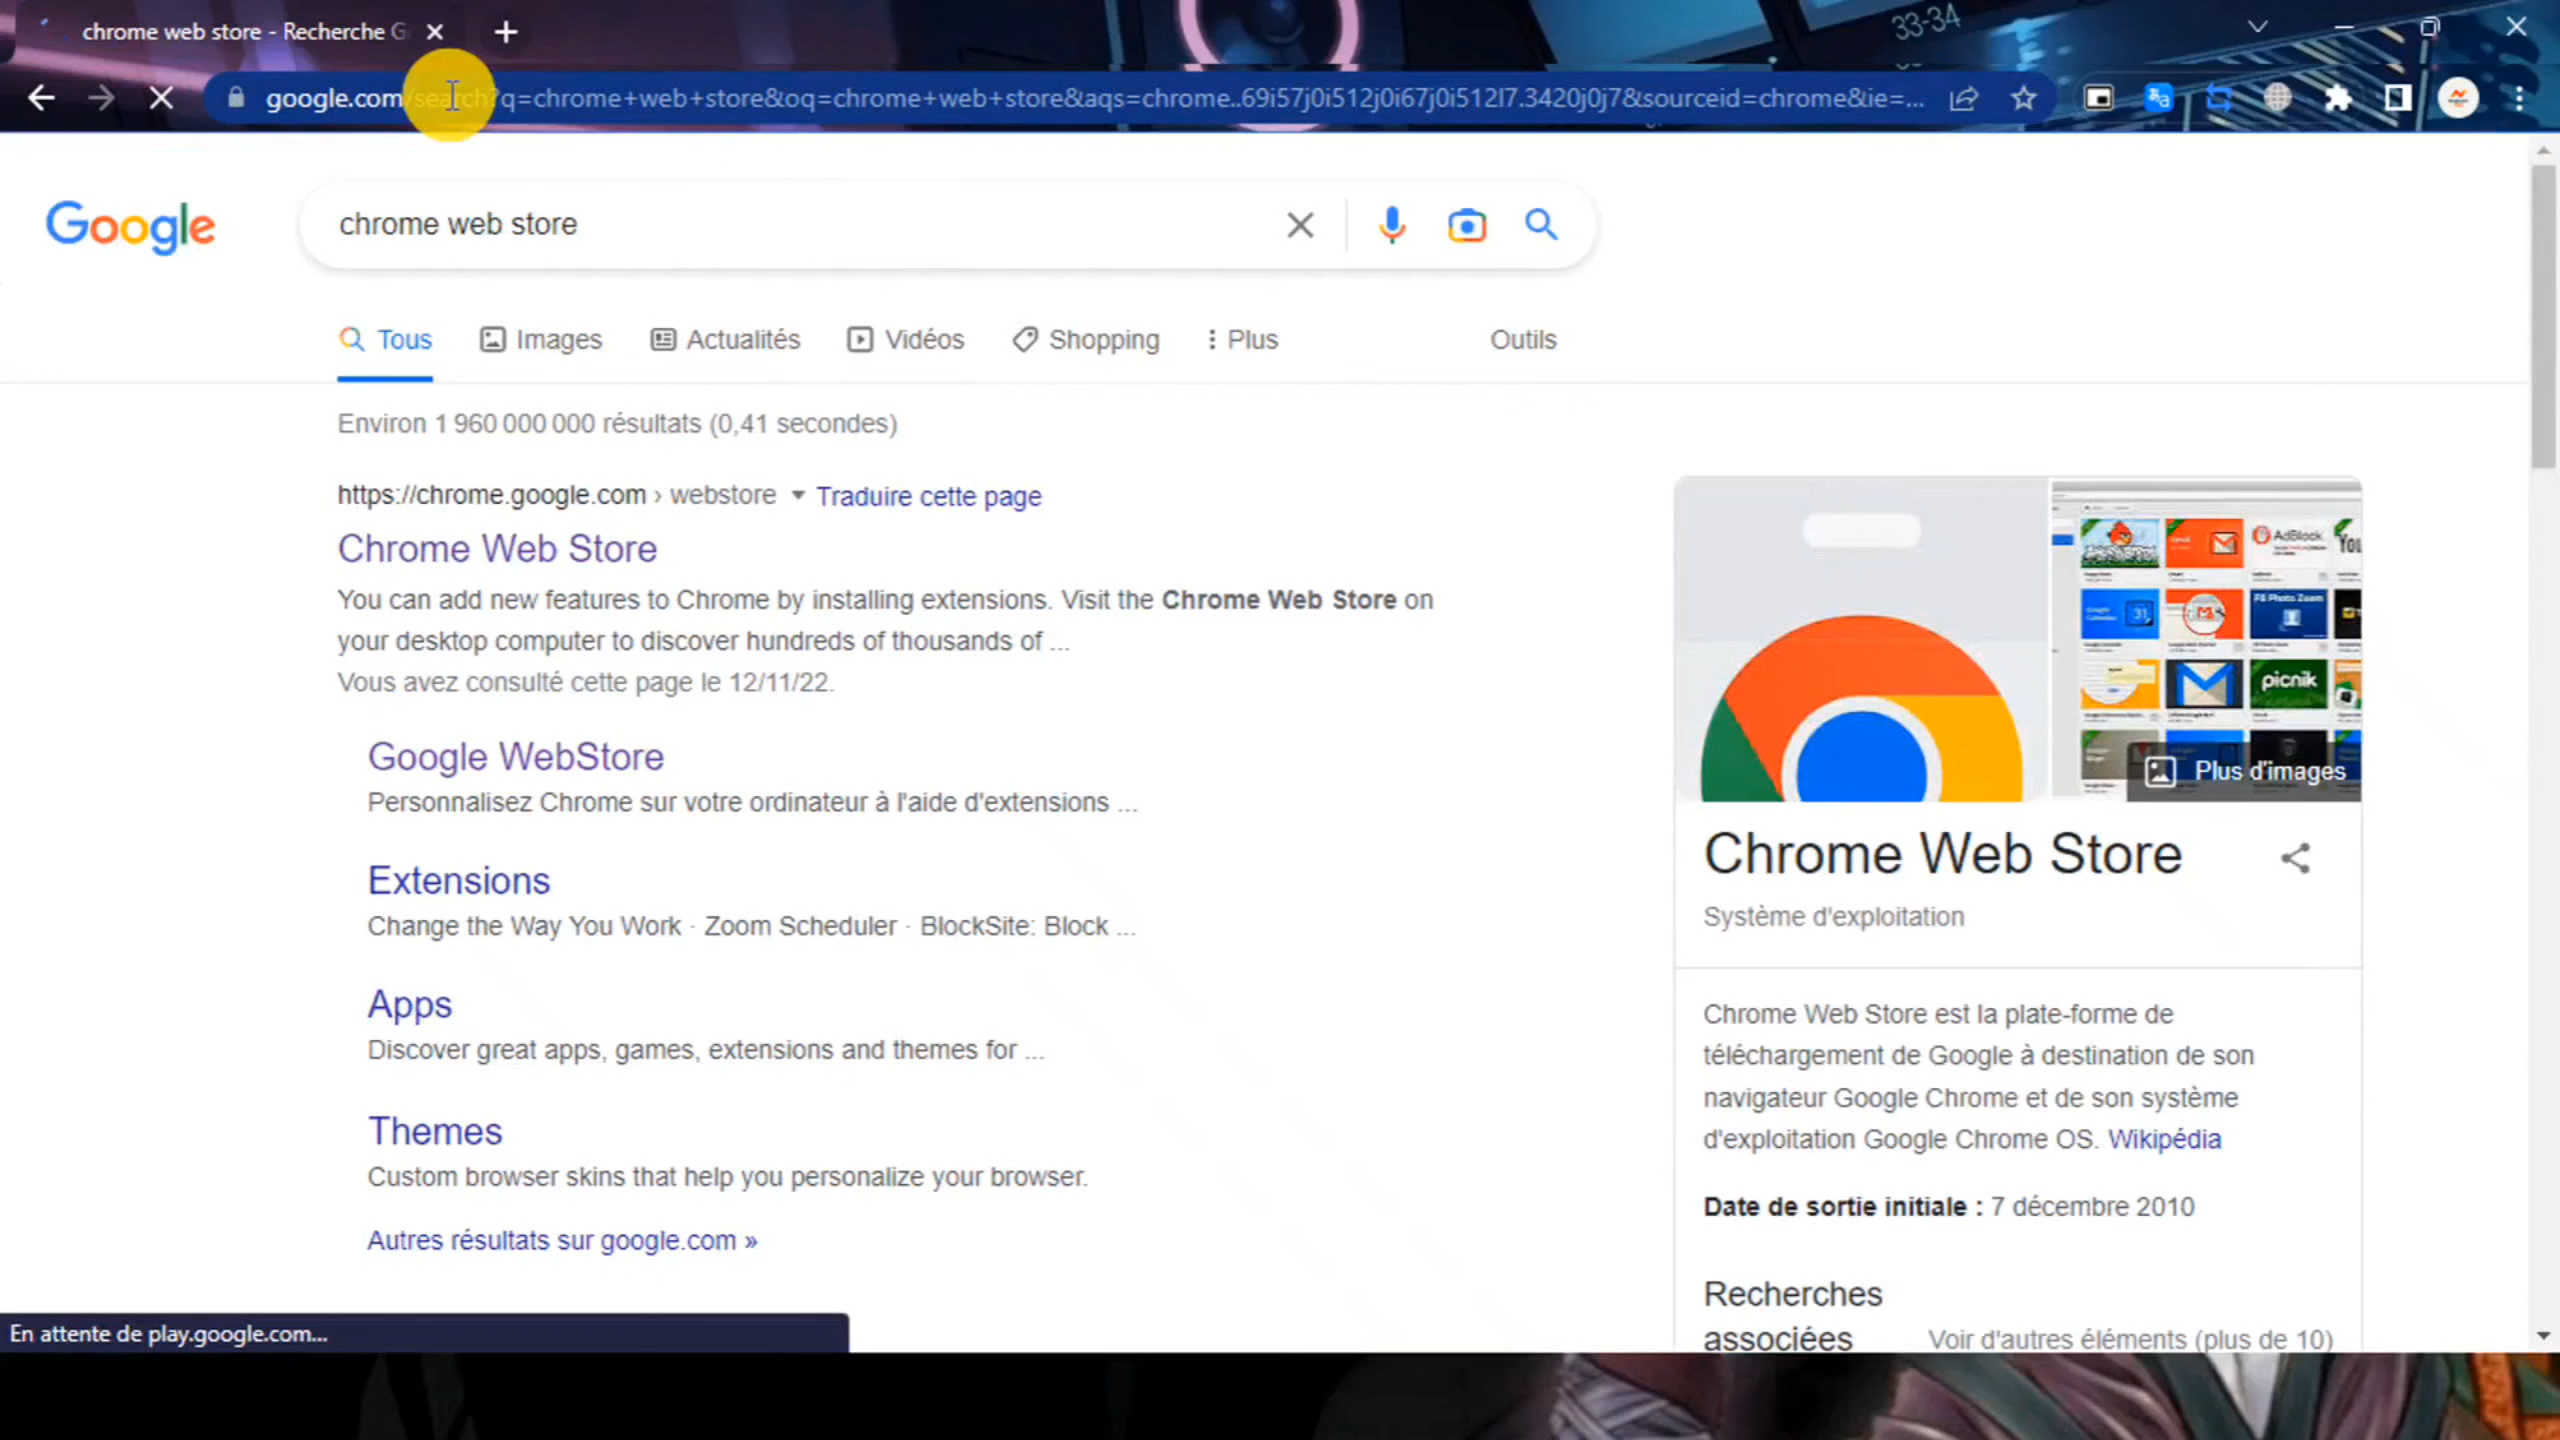 33-34
chrome web store - Recherche G
google.com/search?q=chrome+web+store&oq=chrome+web+store&aqs=chrome..69i57j0i512j0i67j0i512l7.3420j0j7&sourceid=chrome&ie=...
Google
chrome web store
Tous
Images
Actualités
Vidéos
Shopping
Plus
Outils
Environ 1 960 000 000 résultats (0,41 secondes)
https://chrome.google.com › webstore
Traduire cette page
Chrome Web Store
You can add new features to Chrome by installing extensions. Visit the Chrome Web Store on
your desktop computer to discover hundreds of thousands of ...
Vous avez consulté cette page le 12/11/22.
Google WebStore
Personnalisez Chrome sur votre ordinateur à l'aide d'extensions ...
Extensions
Change the Way You Work · Zoom Scheduler · BlockSite: Block ...
Apps
Discover great apps, games, extensions and themes for ...
Themes
Custom browser skins that help you personalize your browser.
Autres résultats sur google.com »
AdBlock
You
31
FB Photo Zoom
picnik
Plus d'images
Chrome Web Store
Système d'exploitation
Chrome Web Store est la plate-forme de
téléchargement de Google à destination de son
navigateur Google Chrome et de son système
d'exploitation Google Chrome OS. Wikipédia
Date de sortie initiale : 7 décembre 2010
Recherches
associées
Voir d'autres éléments (plus de 10)
En attente de play.google.com...